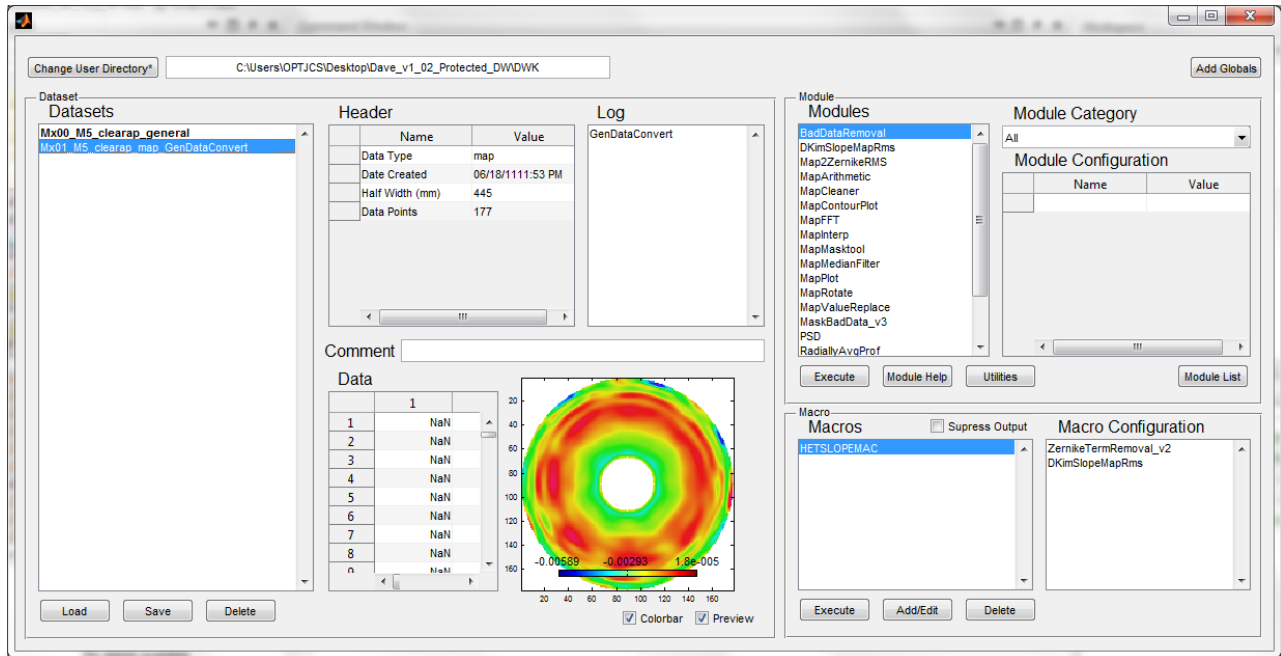 Change User Directory*
C:\Users\OPTJCS\Desktop\Dave_v1_02_Protected_DW\DWK
Add Globals
Dataset
Datasets
Mx00_M5_clearap_general
Mx01_M5_clearap_map_GenDataConvert
Load Save Delete
Header
Name Value
Data Type map
Date Created 06/18/1111:53 PM
Half Width (mm) 445
Data Points 177
Log
GenDataConvert
Comment
Data
1
1 NaN
2 NaN
3 NaN
4 NaN
5 NaN
6 NaN
7 NaN
8 NaN
9 NaN
20
40
60
80
100
120
140
160
-0.00589 -0.00293 1.8e-005
20 40 60 80 100 120 140 160
Colorbar Preview
Module
Modules
BadDataRemoval
DKimSlopeMapRms
Map2ZernikeRMS
MapArithmetic
MapCleaner
MapContourPlot
MapFFT
MapInterp
MapMasktool
MapMedianFilter
MapPlot
MapRotate
MapValueReplace
MaskBadData_v3
PSD
RadiallyAvgProf
Module Category
All
Module Configuration
Name Value
Execute Module Help Utilities Module List
Macro
Macros Supress Output
HETSLOPEMAC
Macro Configuration
ZernikeTermRemoval_v2
DKimSlopeMapRms
Execute Add/Edit Delete